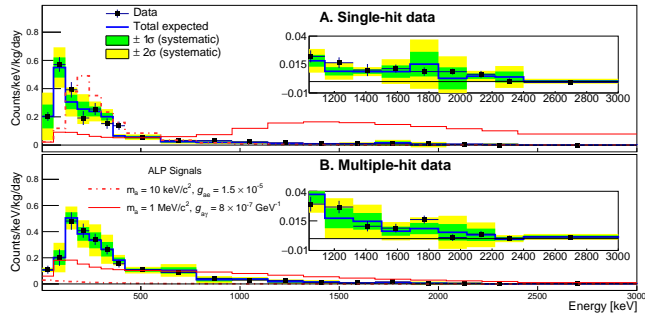 A. Single-hit data
Data
Total expected
± 1σ (systematic)
± 2σ (systematic)
Counts/keV/kg/day
0.8
0.6
0.4
0.2
0
0.04
0.015
−0.01
1200 1400 1600 1800 2000 2200 2400 2600 2800 3000
B. Multiple-hit data
ALP Signals
m_a = 10 keV/c², g_ae = 1.5 × 10⁻⁵
m_a = 1 MeV/c², g_aγ = 8 × 10⁻⁷ GeV⁻¹
Counts/keV/kg/day
0.8
0.6
0.4
0.2
0
0.04
0.015
−0.01
1200 1400 1600 1800 2000 2200 2400 2600 2800 3000
500 1000 1500 2000 2500 3000
Energy [keV]